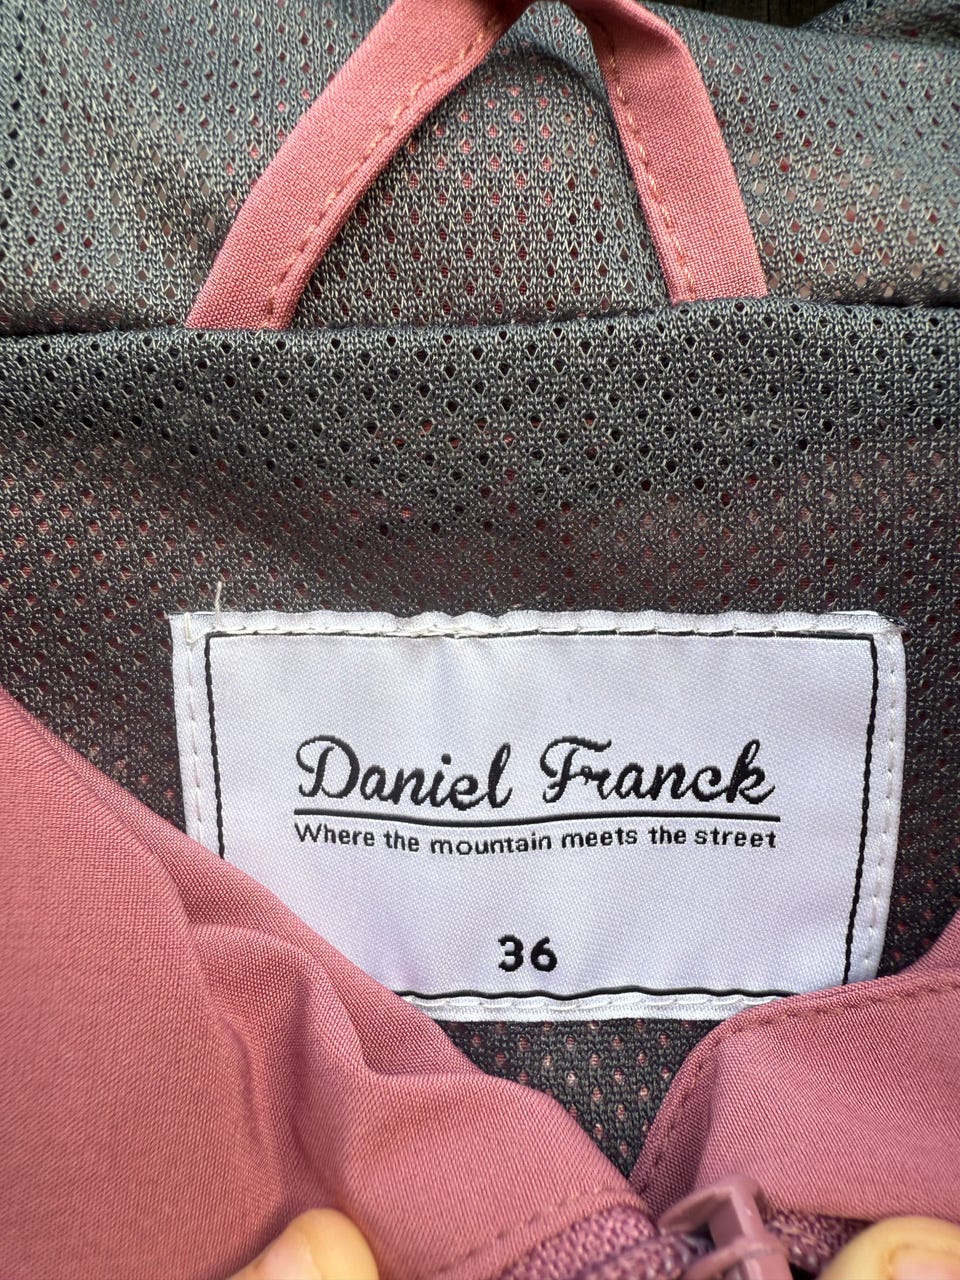 Daniel Franck
Where the mountain meets the street
36